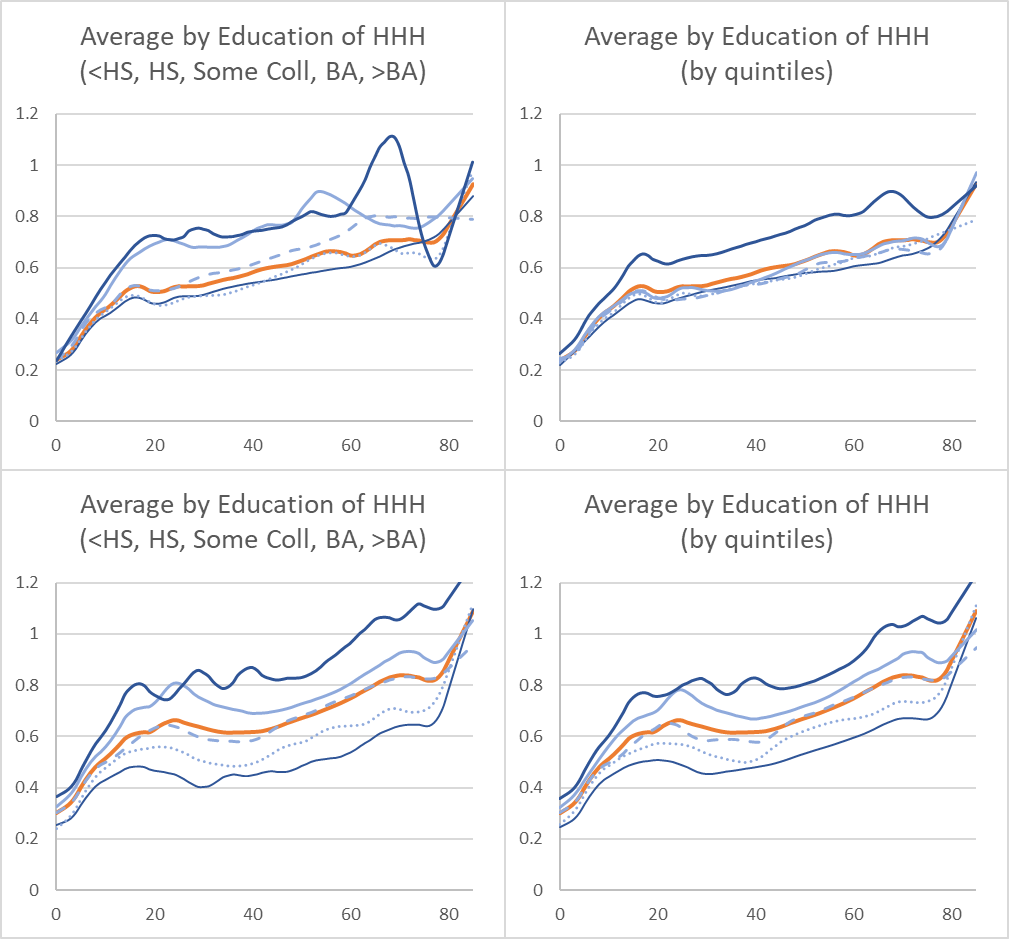 Average by Education of HHH
(<HS, HS, Some Coll, BA, >BA)
1.2
1
0.8
0.6
0.4
0.2
0
0 20 40 60 80
Average by Education of HHH
(by quintiles)
1.2
1
0.8
0.6
0.4
0.2
0
0 20 40 60 80
Average by Education of HHH
(<HS, HS, Some Coll, BA, >BA)
1.2
1
0.8
0.6
0.4
0.2
0
0 20 40 60 80
Average by Education of HHH
(by quintiles)
1.2
1
0.8
0.6
0.4
0.2
0
0 20 40 60 80